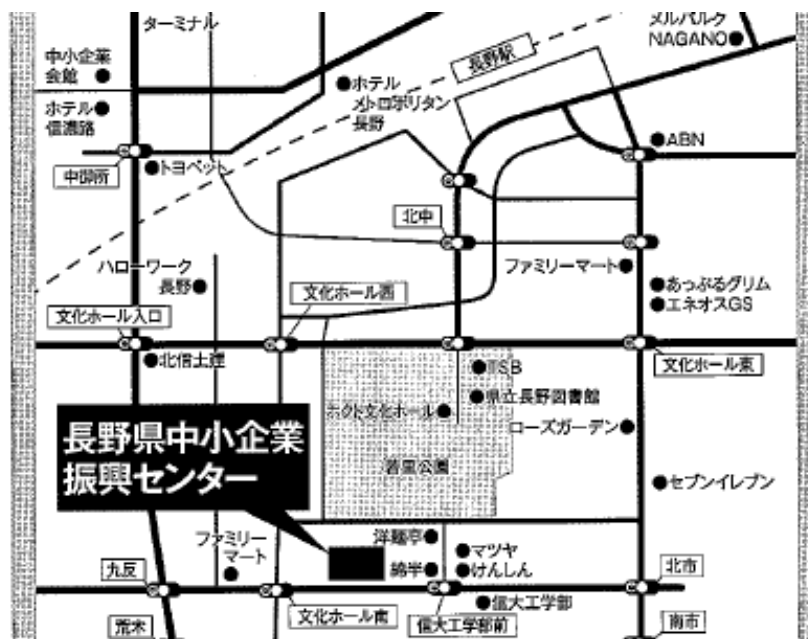 ターミナル
メルパルク
NAGANO
中小企業
会館
長野駅
ホテル
メトロポリタン
長野
ホテル
信濃路
ABN
中御所
トヨペット
北中
ハローワーク
長野
ファミリーマート
あっぷるグリム
エネオスGS
文化ホール西
文化ホール入口
北信土建
文化ホール東
TSB
県立長野図書館
ホクト文化ホール
ローズガーデン
長野県中小企業
振興センター
若里公園
セブンイレブン
ファミリー
マート
洋麺亭
マツヤ
綿半
けんしん
九反
北市
文化ホール南
信大工学部
信大工学部前
荒木
南市